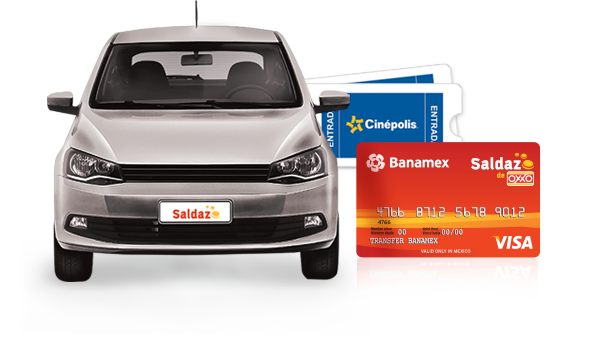 Saldazo
Cinépolis.
ENTRADA
ENTRAD
Banamex
Saldazo
de OXXO
4766 8712 5678 9012
4766
00 00/00
TRANSFER BANAMEX
VISA
VALID ONLY IN MEXICO